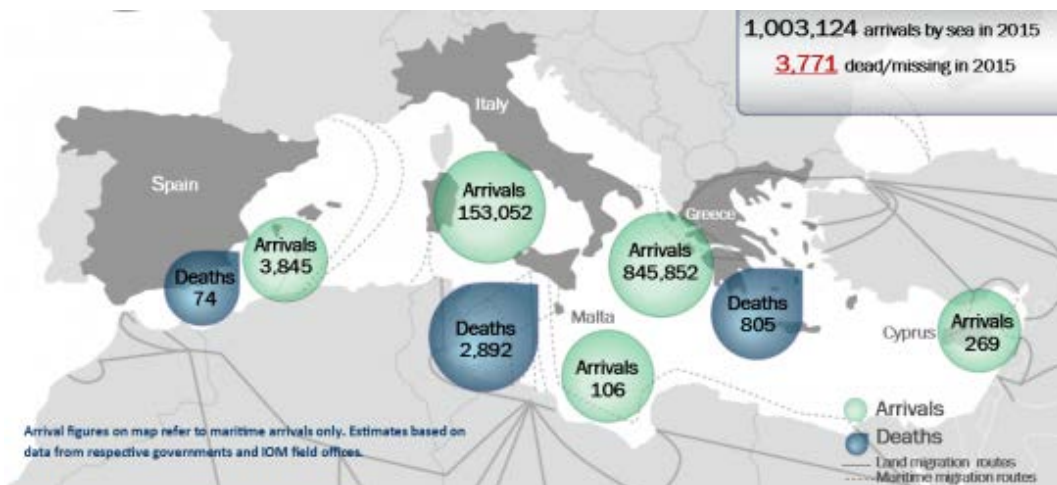 1,003,124 arrivals by sea in 2015
3,771 dead/missing in 2015
Italy
Spain
Arrivals
153,052
Greece
Arrivals
3,845
Arrivals
845,852
Deaths
74
Deaths
2,892
Malta
Deaths
805
Cyprus
Arrivals
269
Arrivals
106
Arrivals
Deaths
Land migration routes
Maritime migration routes
Arrival figures on map refer to maritime arrivals only. Estimates based on
data from respective governments and IOM field offices.